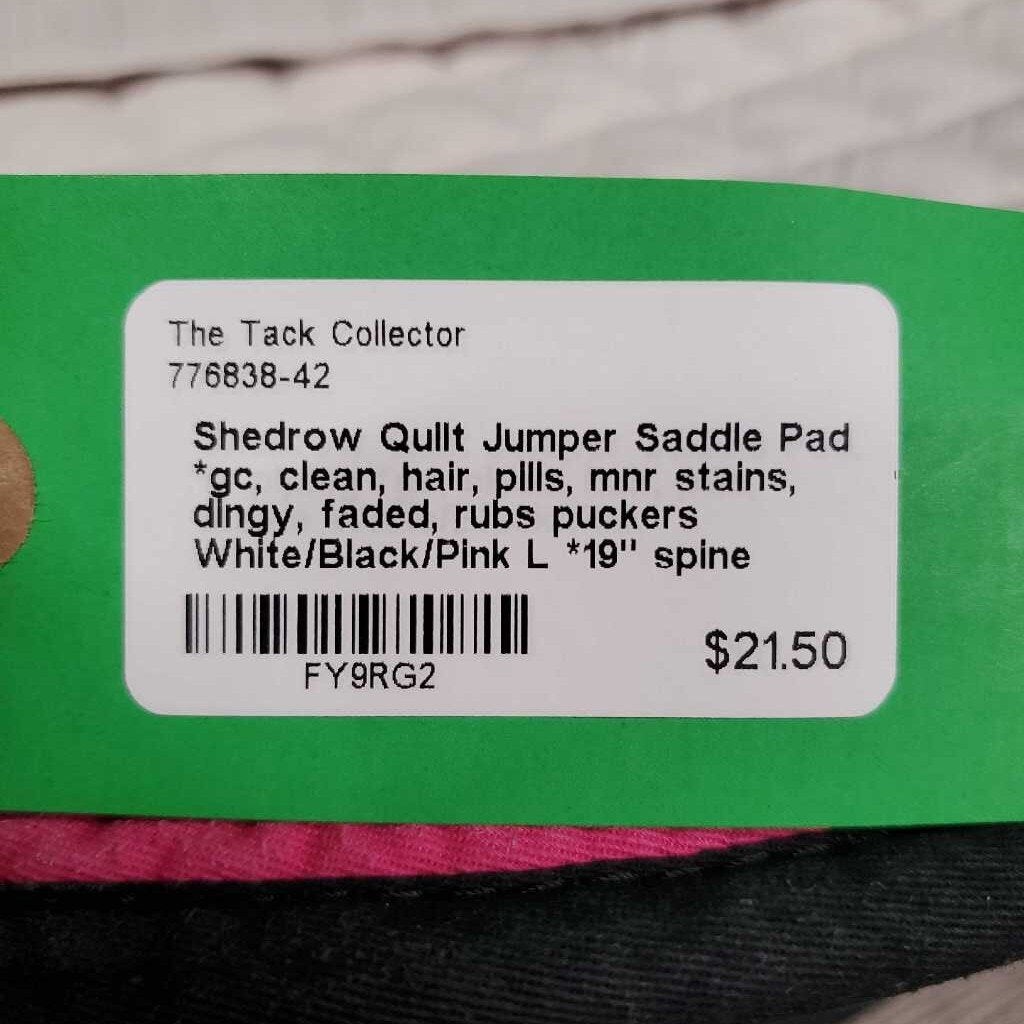 The Tack Collector
776838-42
Shedrow Quilt Jumper Saddle Pad
*gc, clean, hair, pills, mnr stains,
dingy, faded, rubs puckers
White/Black/Pink L *19" spine
FY9RG2
$21.50